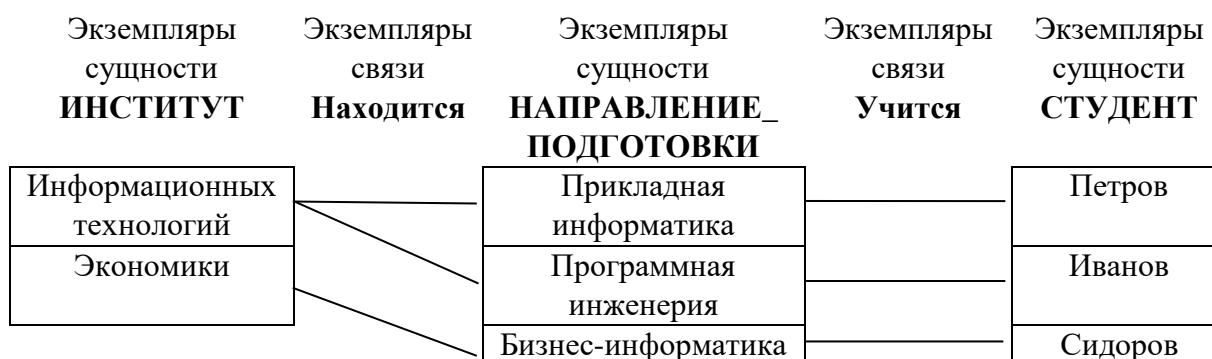 Экземпляры Экземпляры Экземпляры Экземпляры Экземпляры
сущности связи сущности связи сущности
ИНСТИТУТ Находится НАПРАВЛЕНИЕ_ Учится СТУДЕНТ
ПОДГОТОВКИ
Информационных Прикладная Петров
технологий информатика
Экономики Программная Иванов
инженерия
Бизнес-информатика Сидоров